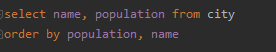 select name, population from city
order by population, name